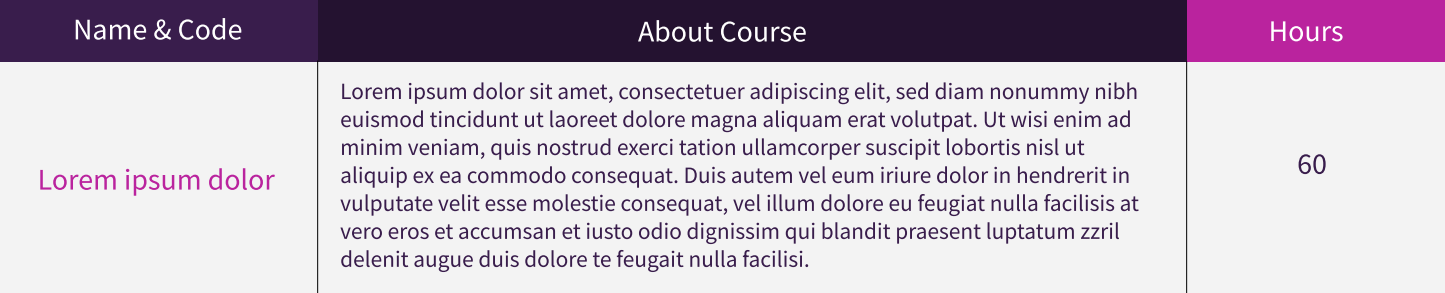 Name & Code
About Course
Hours
Lorem ipsum dolor
Lorem ipsum dolor sit amet, consectetuer adipiscing elit, sed diam nonummy nibh
euismod tincidunt ut laoreet dolore magna aliquam erat volutpat. Ut wisi enim ad
minim veniam, quis nostrud exerci tation ullamcorper suscipit lobortis nisl ut
aliquip ex ea commodo consequat. Duis autem vel eum iriure dolor in hendrerit in
vulputate velit esse molestie consequat, vel illum dolore eu feugiat nulla facilisis at
vero eros et accumsan et iusto odio dignissim qui blandit praesent luptatum zzril
delenit augue duis dolore te feugait nulla facilisi.
60